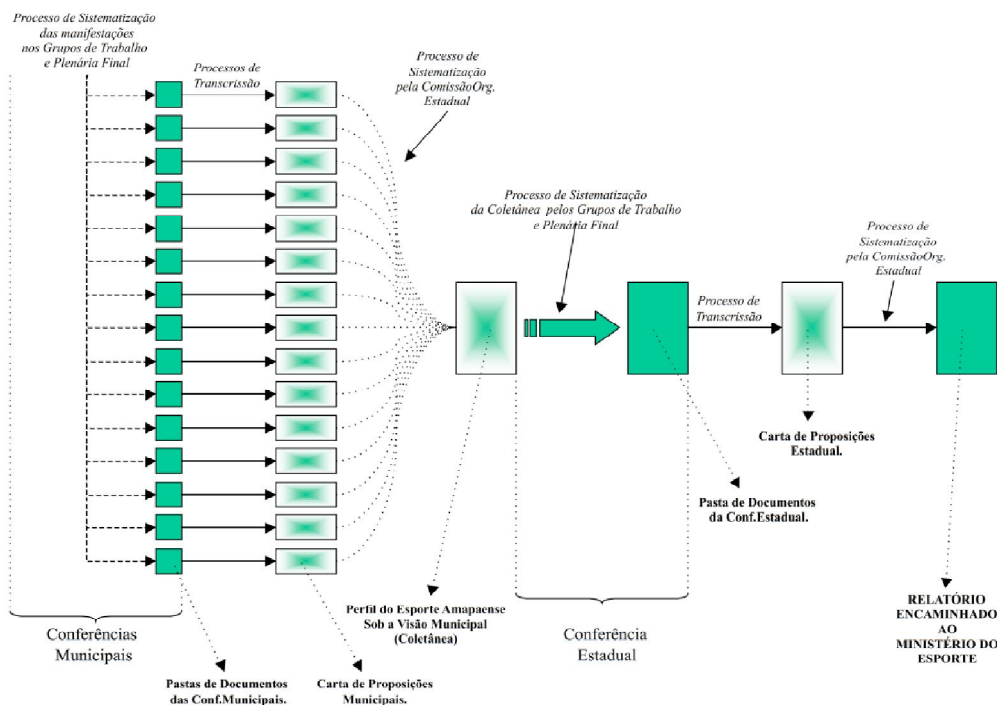 Processo de Sistematização
das manifestações
nos Grupos de Trabalho
e Plenária Final
Processos de
Transcrissão
Processo de
Sistematização
pela ComissãoOrg.
Estadual
Processo de Sistematização
da Coletânea pelos Grupos de Trabalho
e Plenária Final
Processo de
Transcrissão
Processo de
Sistematização
pela ComissãoOrg.
Estadual
Carta de Proposições
Estadual.
Pasta de Documentos
da Conf.Estadual.
Perfil do Esporte Amapaense
Sob a Visão Municipal
(Coletânea)
RELATÓRIO
ENCAMINHADO
AO
MINISTÉRIO DO
ESPORTE
Conferências
Municipais
Conferência
Estadual
Pastas de Documentos
das Conf.Municipais.
Carta de Proposições
Municipais.